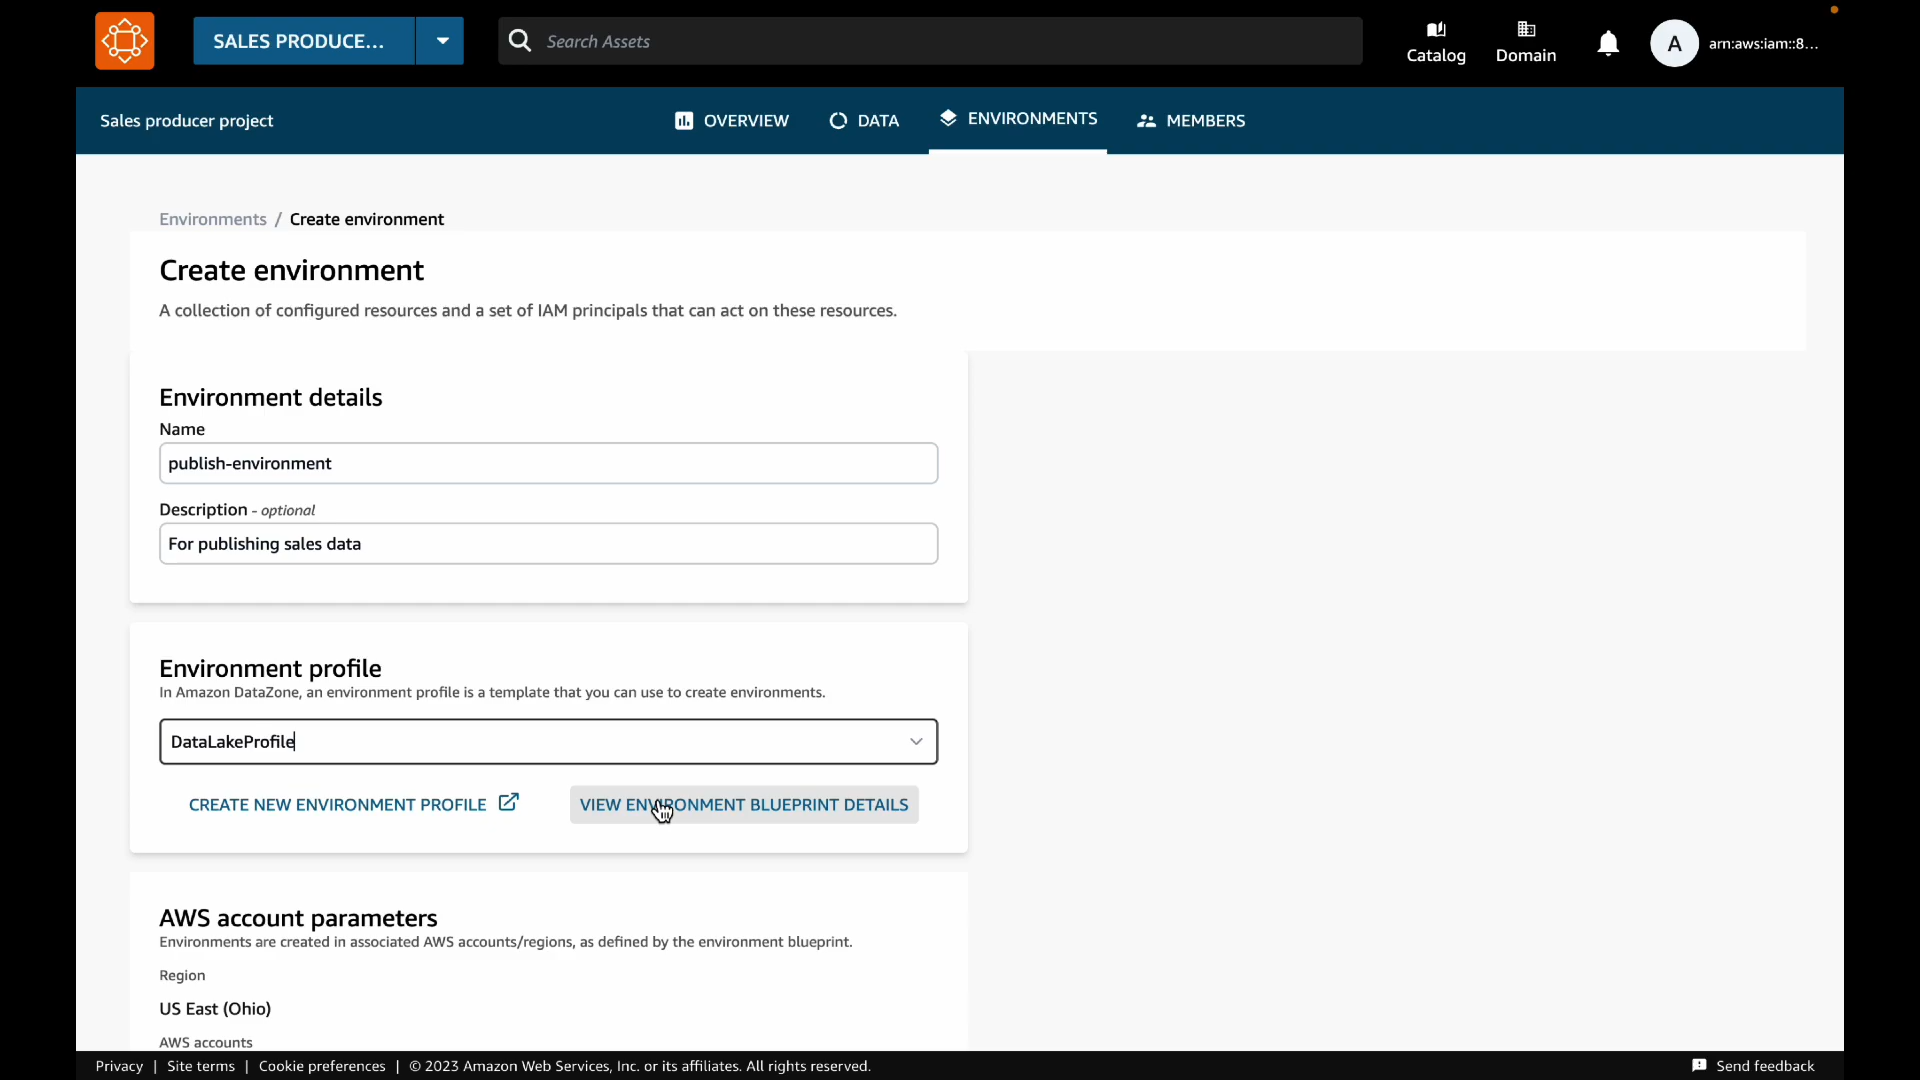 SALES PRODUCE...
Search Assets
Catalog
Domain
A
arn:aws:iam::8...
Sales producer project
OVERVIEW
DATA
ENVIRONMENTS
MEMBERS
Environments / Create environment
Create environment
A collection of configured resources and a set of IAM principals that can act on these resources.
Environment details
Name
publish-environment
Description - optional
For publishing sales data
Environment profile
In Amazon DataZone, an environment profile is a template that you can use to create environments.
DataLakeProfile
CREATE NEW ENVIRONMENT PROFILE
VIEW ENVIRONMENT BLUEPRINT DETAILS
AWS account parameters
Environments are created in associated AWS accounts/regions, as defined by the environment blueprint.
Region
US East (Ohio)
AWS accounts
Privacy | Site terms | Cookie preferences | © 2023 Amazon Web Services, Inc. or its affiliates. All rights reserved.
Send feedback